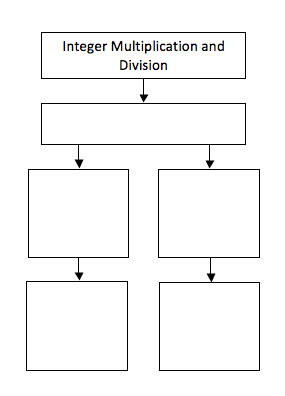 Integer Multiplication and
Division